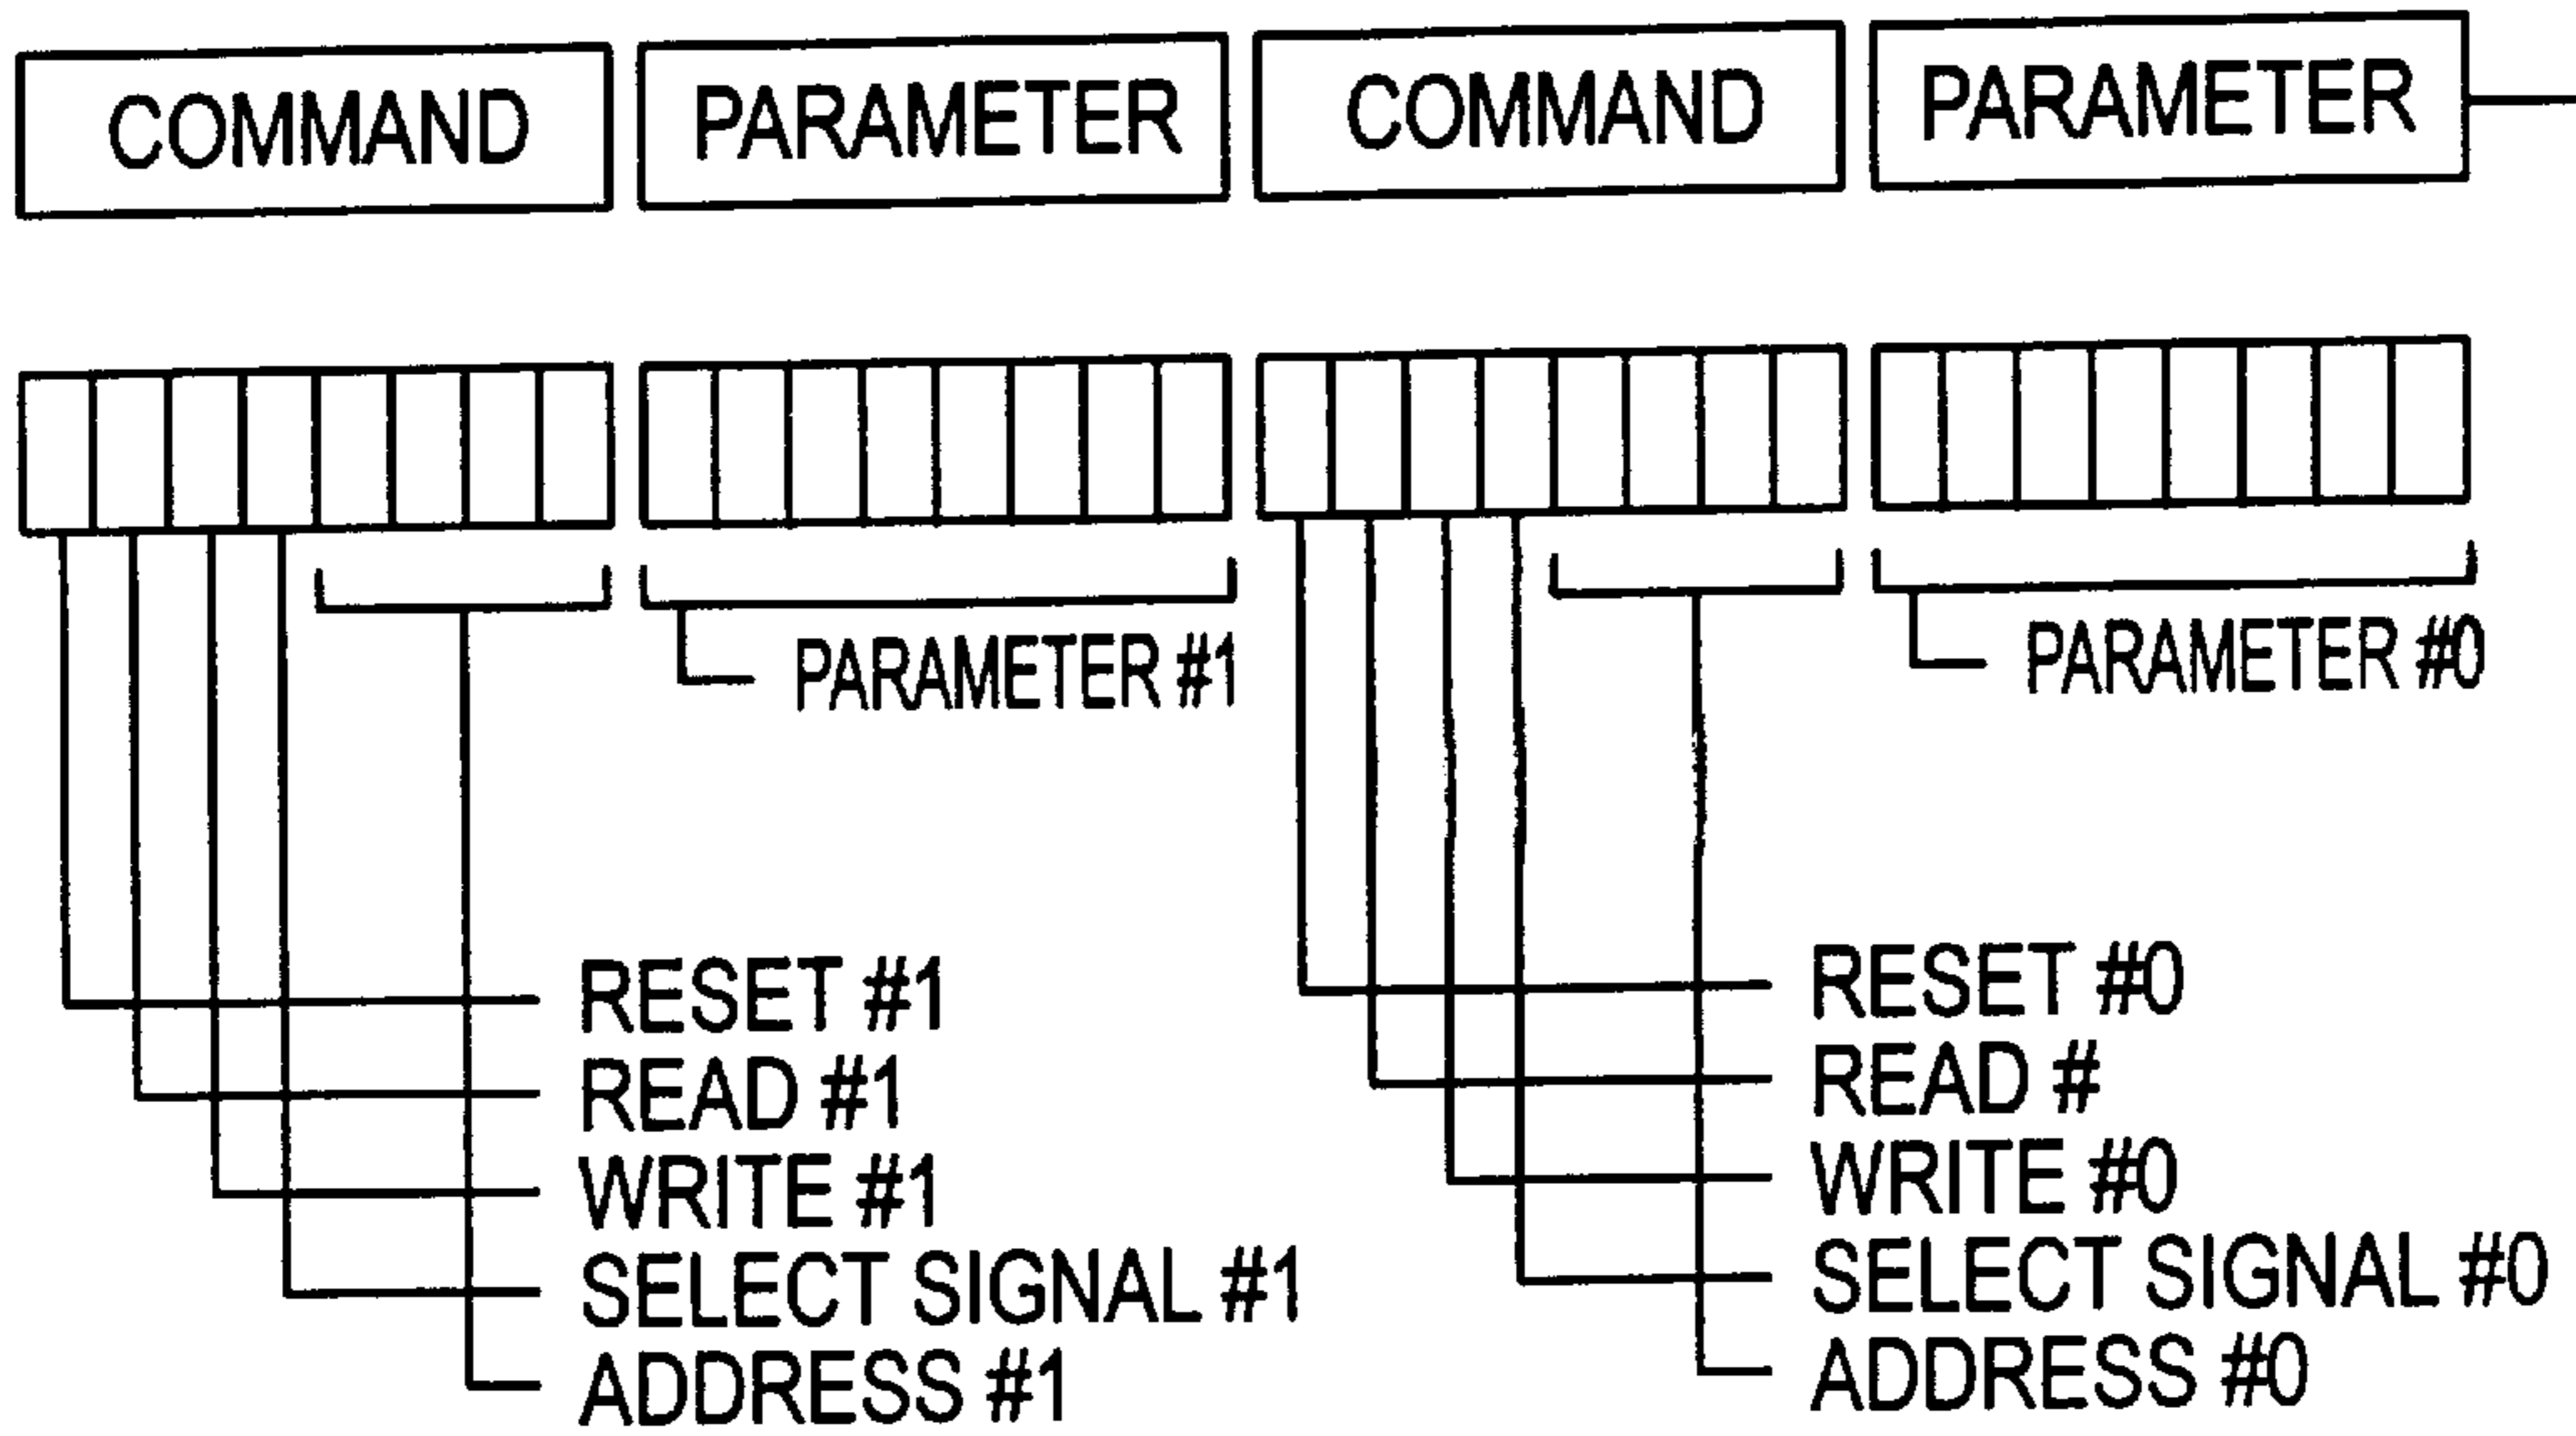 COMMAND PARAMETER COMMAND PARAMETER
PARAMETER #1 PARAMETER #0
RESET #1
READ #1
WRITE #1
SELECT SIGNAL #1
ADDRESS #1
RESET #0
READ #
WRITE #0
SELECT SIGNAL #0
ADDRESS #0